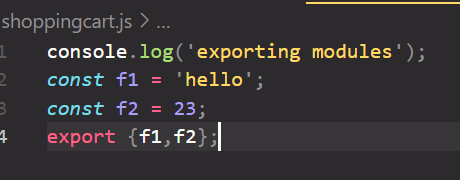 shoppingcart.js > ...
1 console.log('exporting modules');
2 const f1 = 'hello';
3 const f2 = 23;
4 export {f1,f2};